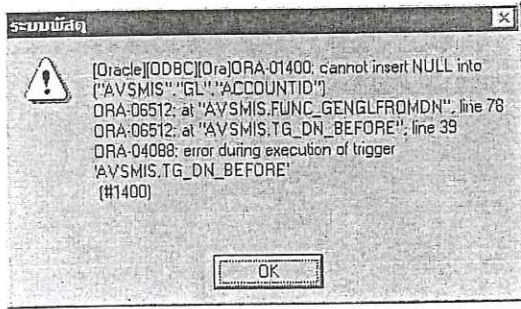 ระบบพัสดุ
[Oracle][ODBC][Ora]ORA-01400: cannot insert NULL into
("AVSMIS"."GL"."ACCOUNTID")
ORA-06512: at "AVSMIS.FUNC_GENGLFROMDN", line 78
ORA-06512: at "AVSMIS.TG_DN_BEFORE", line 39
ORA-04088: error during execution of trigger
'AVSMIS.TG_DN_BEFORE'
(#1400)
OK